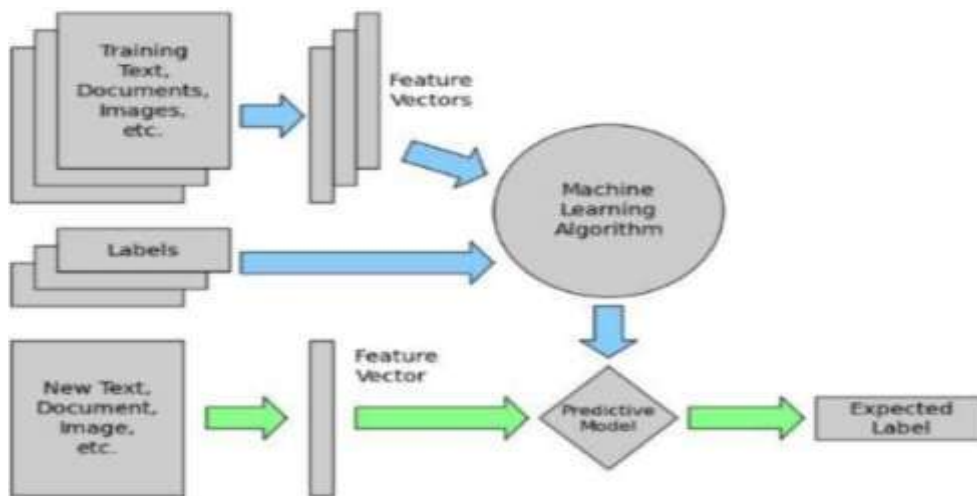 Training
Text,
Documents,
Images,
etc.
Feature
Vectors
Machine
Learning
Algorithm
Labels
New Text,
Document,
Image,
etc.
Feature
Vector
Predictive
Model
Expected
Label